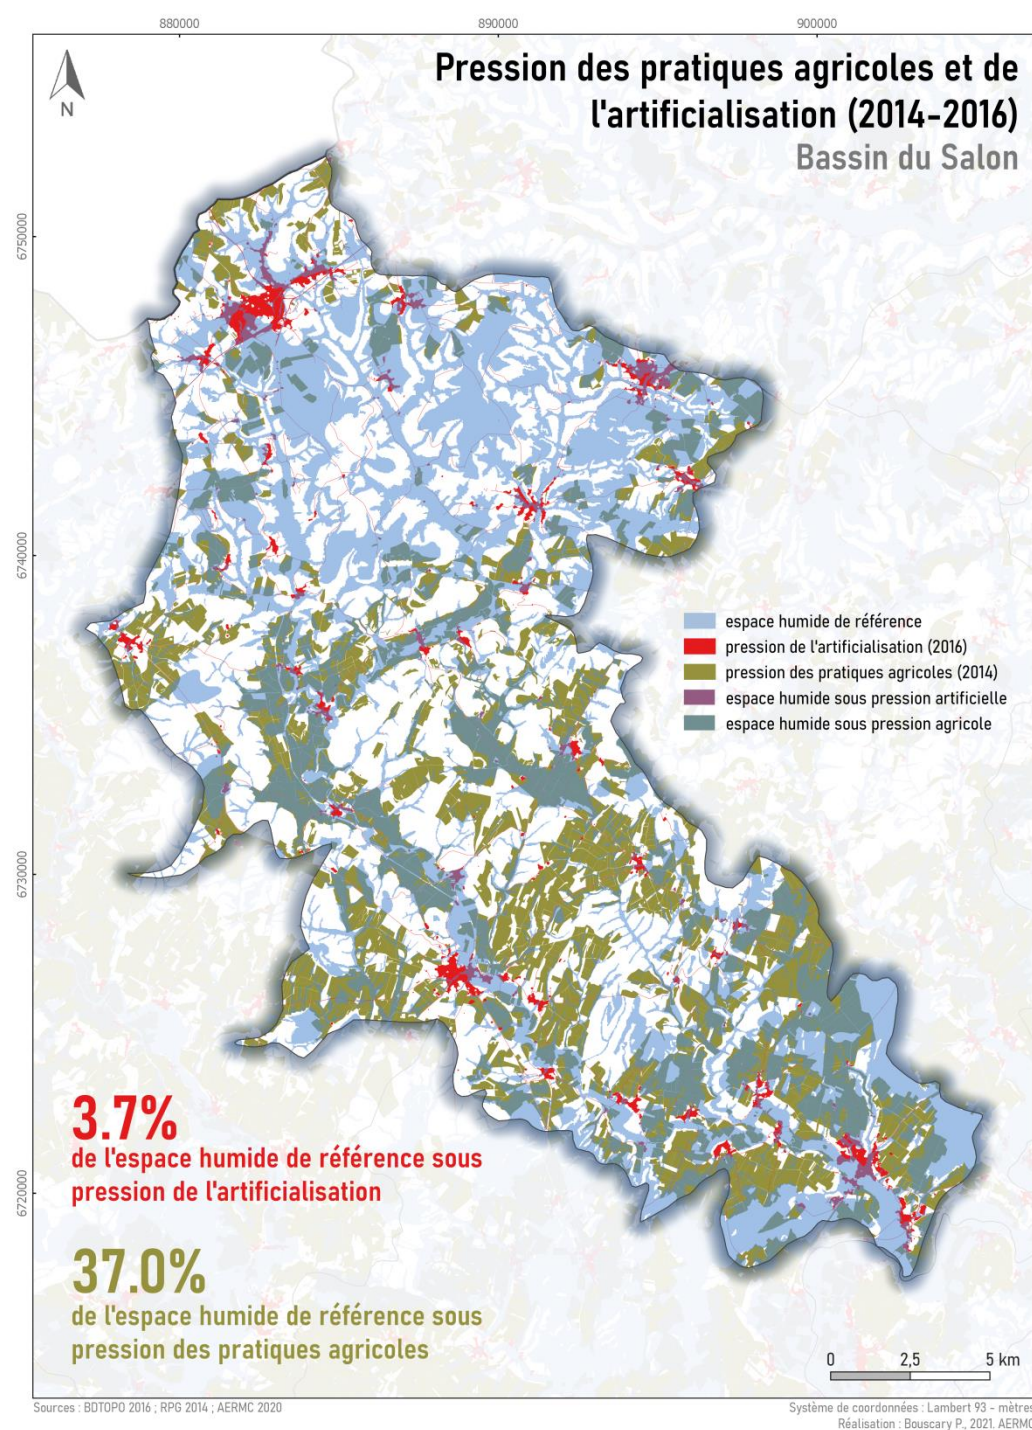 880000
890000
900000
Pression des pratiques agricoles et de
l'artificialisation (2014-2016)
Bassin du Salon
N
6750000
6740000
6730000
6720000
espace humide de référence
pression de l'artificialisation (2016)
pression des pratiques agricoles (2014)
espace humide sous pression artificielle
espace humide sous pression agricole
3.7%
de l'espace humide de référence sous
pression de l'artificialisation
37.0%
de l'espace humide de référence sous
pression des pratiques agricoles
0 2,5 5 km
Sources : BDTOPO 2016 ; RPG 2014 ; AERMC 2020
Système de coordonnées : Lambert 93 - mètres
Réalisation : Bouscary P., 2021. AERMC